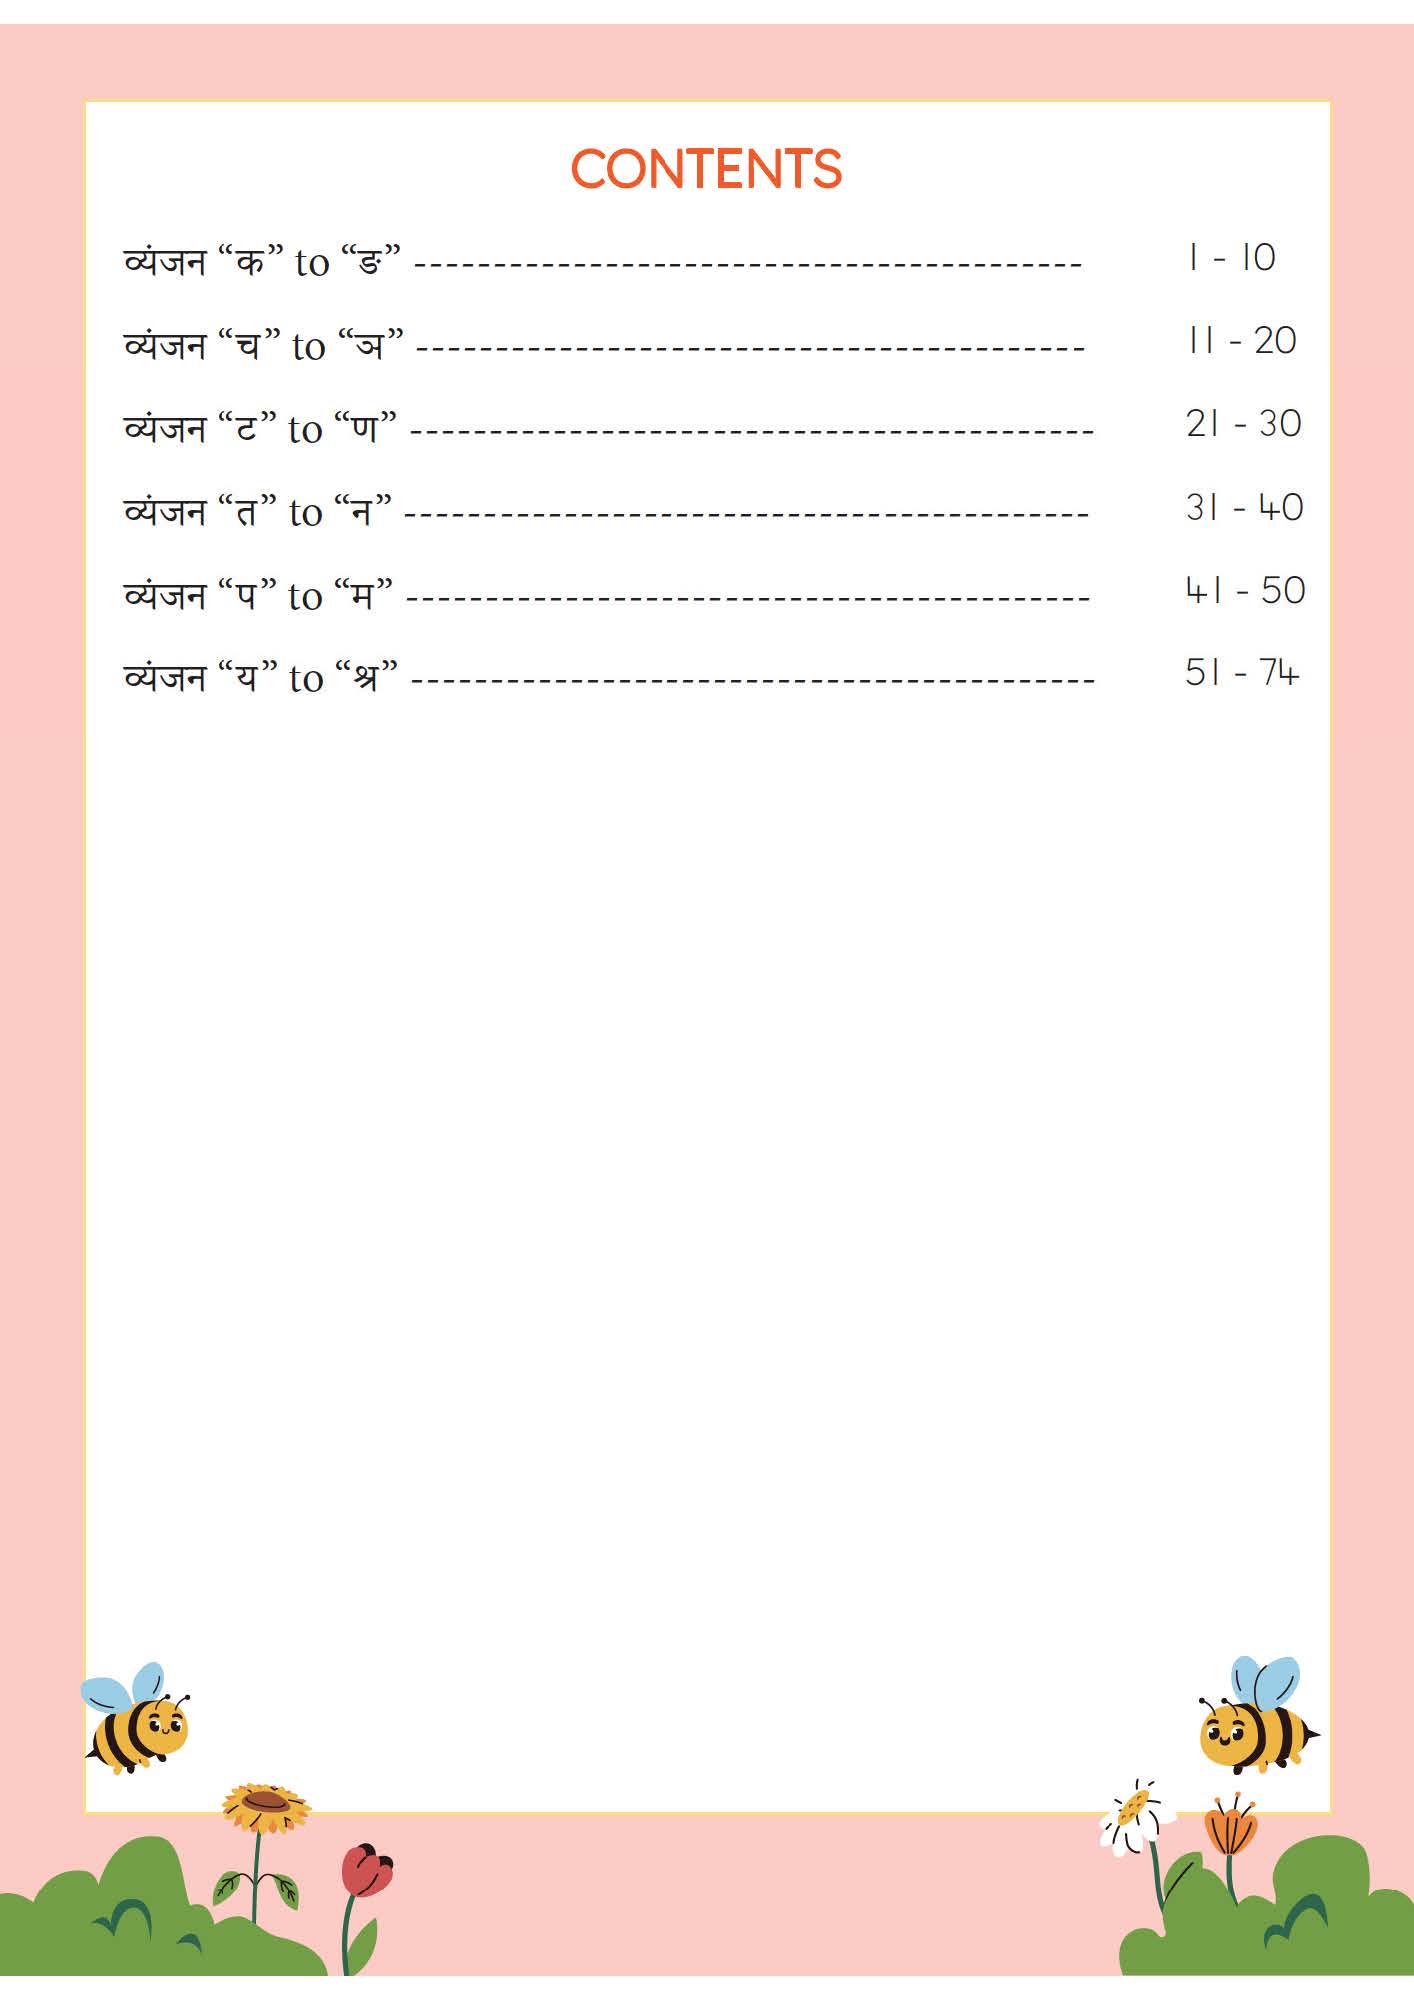 CONTENTS
व्यंजन “क” to “ङ” ------------------------------------------ 1 - 10
व्यंजन “च” to “ञ” ------------------------------------------ 11 - 20
व्यंजन “ट” to “ण” ------------------------------------------- 21 - 30
व्यंजन “त” to “न” ------------------------------------------- 31 - 40
व्यंजन “प” to “म” ------------------------------------------- 41 - 50
व्यंजन “य” to “श्र” ------------------------------------------- 51 - 74